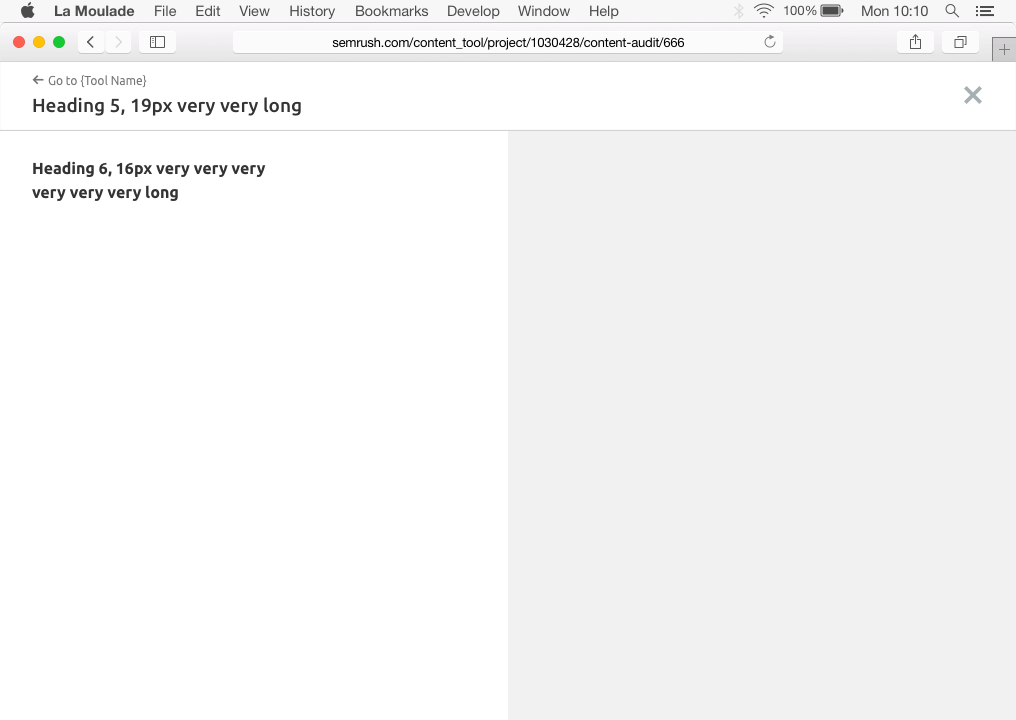 La Moulade File Edit View History Bookmarks Develop Window Help 100% Mon 10:10
semrush.com/content_tool/project/1030428/content-audit/666
Go to {Tool Name}
Heading 5, 19px very very long
Heading 6, 16px very very very
very very very long